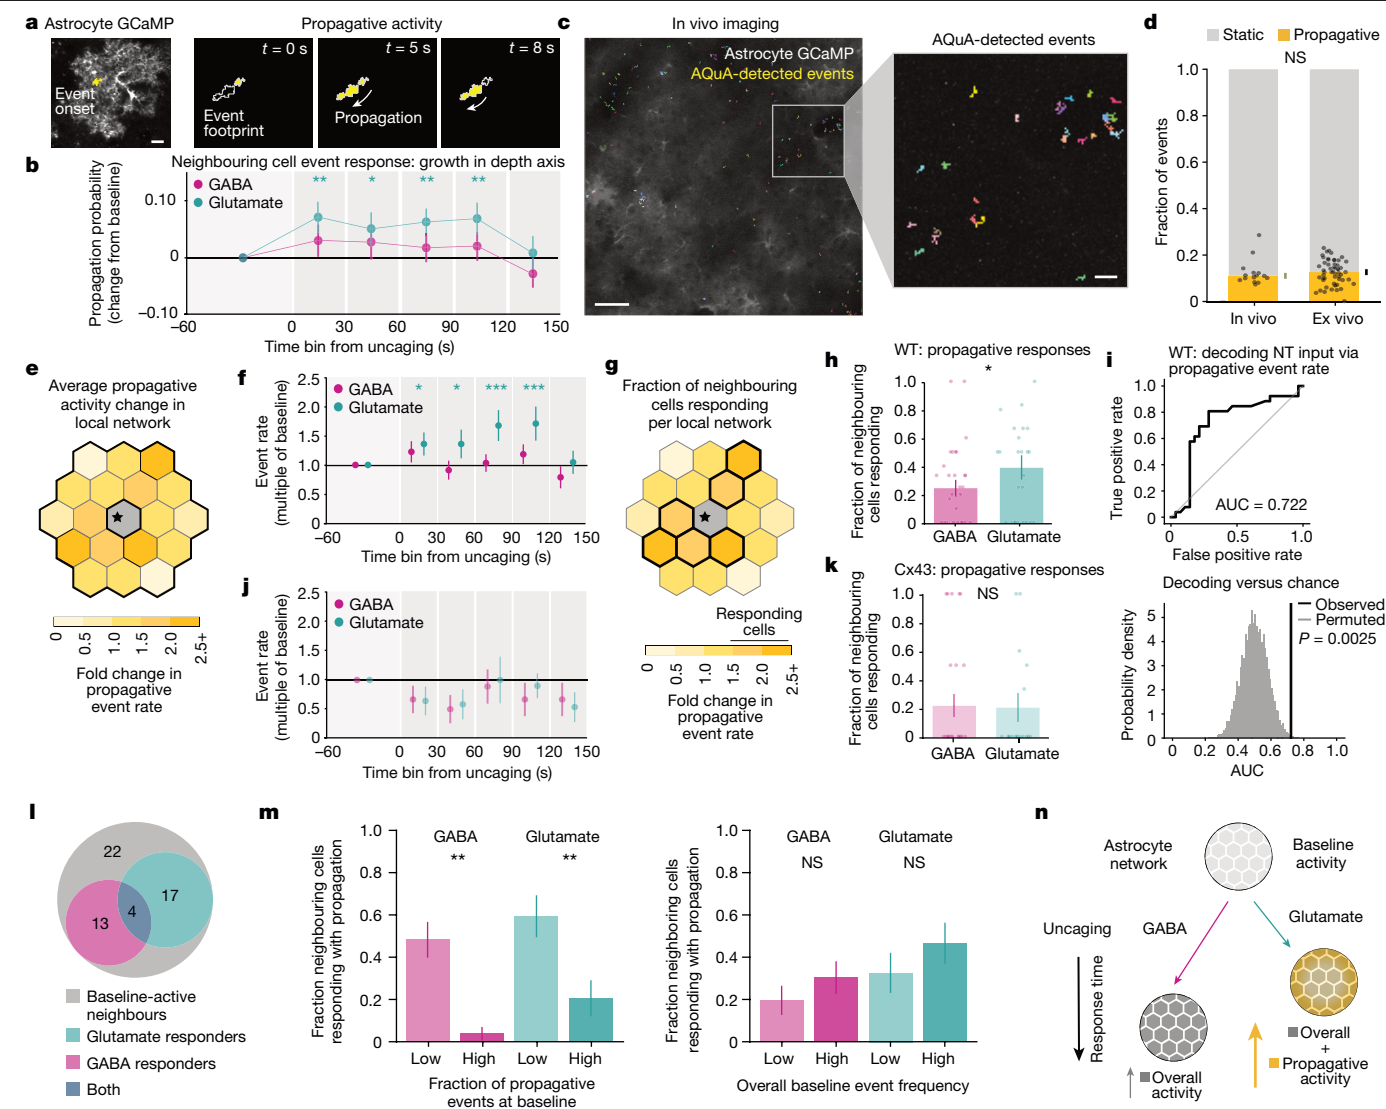 a
Astrocyte GCaMP
Propagative activity
Event
onset
t = 0 s
t = 5 s
t = 8 s
Event
footprint
Propagation
b
Neighbouring cell event response: growth in depth axis
Propagation probability
(change from baseline)
GABA
Glutamate
** * ** **
0.10
0
−0.10
−60 0 30 60 90 120 150
Time bin from uncaging (s)
c
In vivo imaging
Astrocyte GCaMP
AQuA-detected events
AQuA-detected events
d
Static Propagative
NS
Fraction of events
1.0
0.8
0.6
0.4
0.2
0
In vivo Ex vivo
e
Average propagative
activity change in
local network
0 0.5 1.0 1.5 2.0 2.5+
Fold change in
propagative
event rate
f
Event rate
(multiple of baseline)
GABA
Glutamate
* * *** ***
2.5
2.0
1.5
1.0
0.5
0
−60 0 30 60 90 120 150
Time bin from uncaging (s)
g
Fraction of neighbouring
cells responding
per local network
Responding
cells
0 0.5 1.0 1.5 2.0 2.5+
Fold change in
propagative
event rate
h
WT: propagative responses
*
Fraction of neighbouring
cells responding
1.0
0.8
0.6
0.4
0.2
0
GABA Glutamate
i
WT: decoding NT input via
propagative event rate
True positive rate
1.0
0.8
0.6
0.4
0.2
0
AUC = 0.722
0 0.5 1.0
False positive rate
Decoding versus chance
Probability density
5
4
3
2
1
0
Observed
Permuted
P = 0.0025
0 0.2 0.4 0.6 0.8 1.0
AUC
j
Event rate
(multiple of baseline)
GABA
Glutamate
2.5
2.0
1.5
1.0
0.5
0
−60 0 30 60 90 120 150
Time bin from uncaging (s)
k
Cx43: propagative responses
NS
Fraction of neighbouring
cells responding
1.0
0.8
0.6
0.4
0.2
0
GABA Glutamate
l
22
17
4
13
Baseline-active
neighbours
Glutamate responders
GABA responders
Both
m
Fraction neighbouring cells
responding with propagation
1.0
0.8
0.6
0.4
0.2
0
GABA Glutamate
** **
Low High Low High
Fraction of propagative
events at baseline
Fraction neighboring cells
responding with propagation
1.0
0.8
0.6
0.4
0.2
0
GABA Glutamate
NS NS
Low High Low High
Overall baseline event frequency
n
Astrocyte
network
Baseline
activity
Uncaging
GABA
Glutamate
Response time
Overall
activity
Overall
+
Propagative
activity